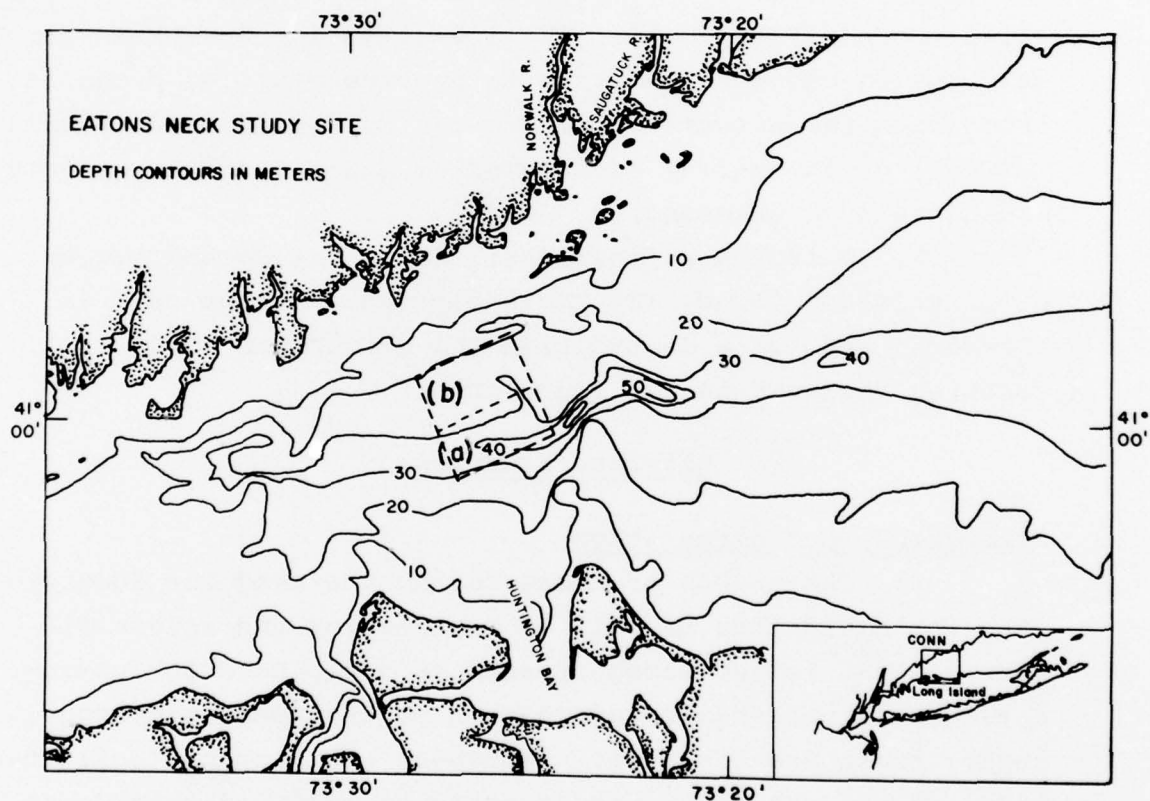 73° 30'
73° 20'
EATONS NECK STUDY SITE
DEPTH CONTOURS IN METERS
NORWALK R.
SAUGATUCK R.
10
20
30
40
50
(b)
41°
00'
41°
00'
(a)
40
30
20
10
HUNTINGTON BAY
CONN
Long Island
73° 30'
73° 20'